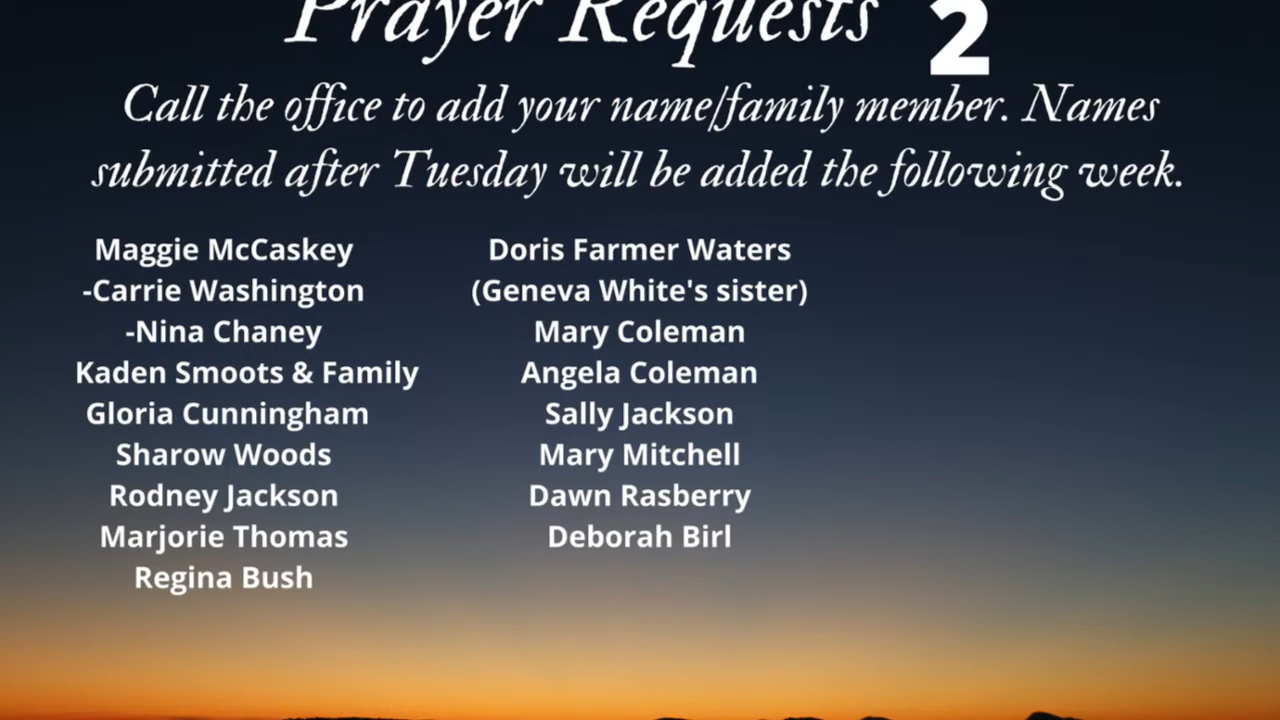 Prayer Requests 2
Call the office to add your name/family member. Names
submitted after Tuesday will be added the following week.
Maggie McCaskey
-Carrie Washington
-Nina Chaney
Kaden Smoots & Family
Gloria Cunningham
Sharow Woods
Rodney Jackson
Marjorie Thomas
Regina Bush
Doris Farmer Waters
(Geneva White's sister)
Mary Coleman
Angela Coleman
Sally Jackson
Mary Mitchell
Dawn Rasberry
Deborah Birl